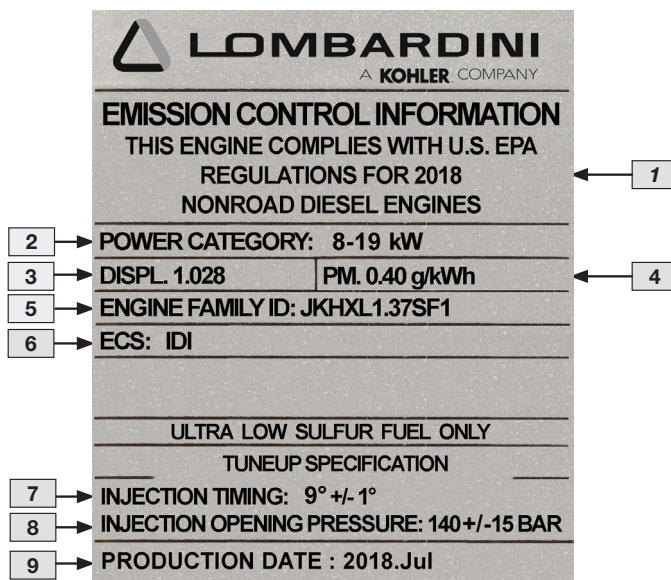 LOMBARDINI
A KOHLER COMPANY
EMISSION CONTROL INFORMATION
THIS ENGINE COMPLIES WITH U.S. EPA
REGULATIONS FOR 2018
1
NONROAD DIESEL ENGINES
2 POWER CATEGORY: 8-19 kW
3 DISPL. 1.028 PM. 0.40 g/kWh 4
5 ENGINE FAMILY ID: JKHXL1.37SF1
6 ECS: IDI
ULTRA LOW SULFUR FUEL ONLY
TUNEUP SPECIFICATION
7 INJECTION TIMING: 9° +/- 1°
8 INJECTION OPENING PRESSURE: 140 +/-15 BAR
9 PRODUCTION DATE : 2018.Jul